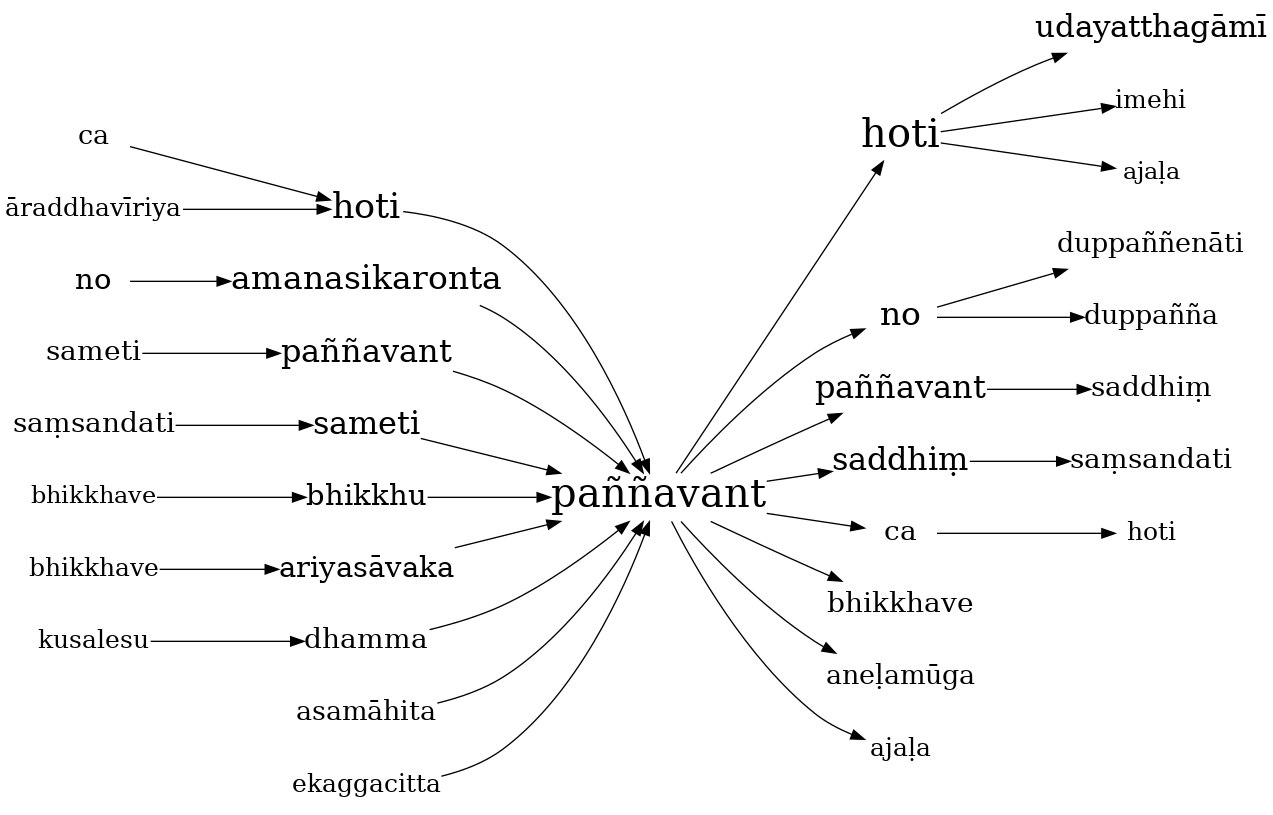 udayatthagāmī
imehi
hoti
ca
ajaḷa
āraddhavīriya
hoti
duppaññenāti
no
amanasikaronta
no
duppañña
sameti
paññavant
paññavant
saddhiṃ
saṃsandati
sameti
saddhiṃ
saṃsandati
bhikkhave
bhikkhu
paññavant
ca
hoti
bhikkhave
ariyasāvaka
bhikkhave
kusalesu
dhamma
aneḷamūga
asamāhita
ajaḷa
ekaggacitta